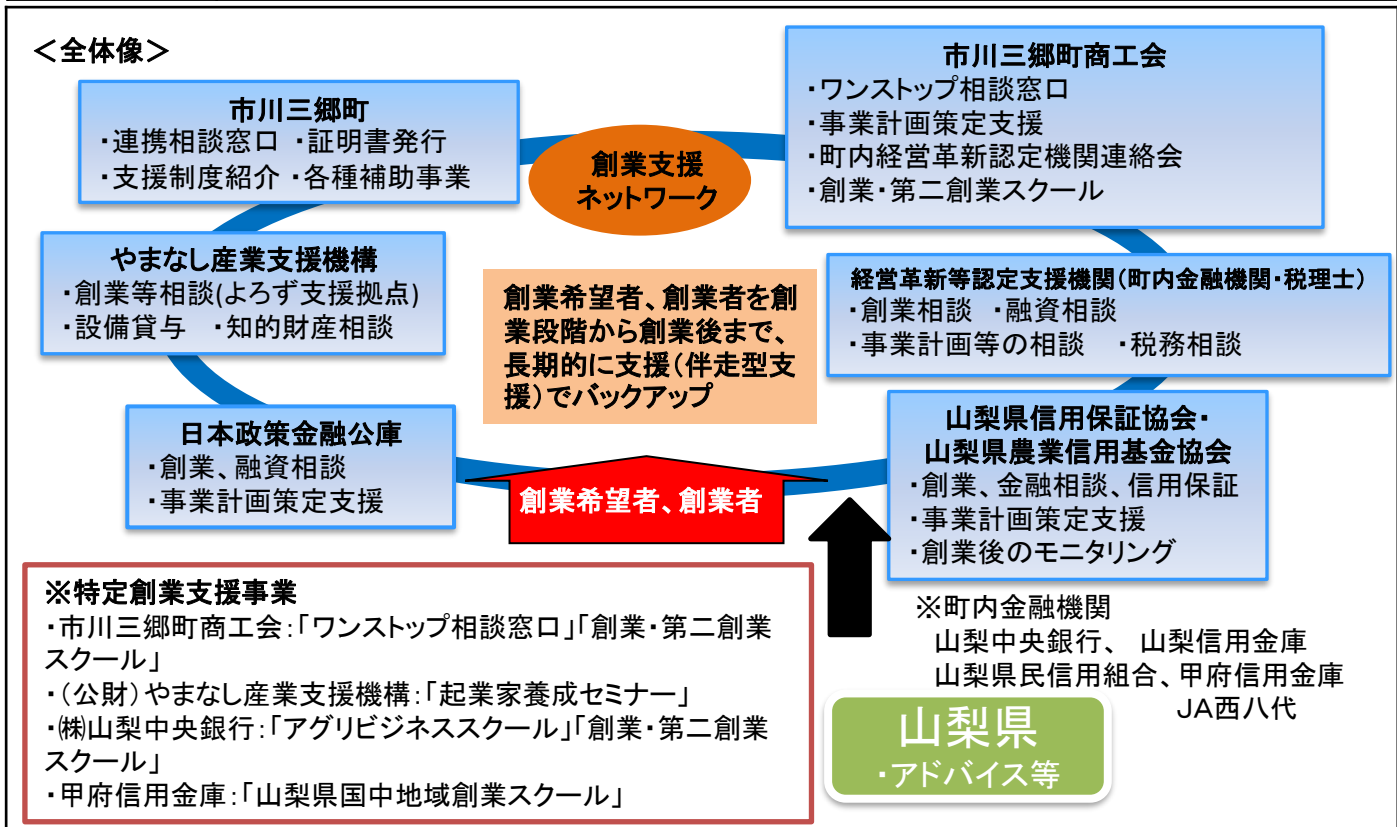 ＜全体像＞
市川三郷町
・連携相談窓口 ・証明書発行
・支援制度紹介 ・各種補助事業
創業支援
ネットワーク
市川三郷町商工会
・ワンストップ相談窓口
・事業計画策定支援
・町内経営革新認定機関連絡会
・創業・第二創業スクール
やまなし産業支援機構
・創業等相談(よろず支援拠点)
・設備貸与 ・知的財産相談
創業希望者、創業者を創
業段階から創業後まで、
長期的に支援（伴走型支
援）でバックアップ
経営革新等認定支援機関（町内金融機関・税理士）
・創業相談 ・融資相談
・事業計画等の相談 ・税務相談
日本政策金融公庫
・創業、融資相談
・事業計画策定支援
創業希望者、創業者
山梨県信用保証協会・
山梨県農業信用基金協会
・創業、金融相談、信用保証
・事業計画策定支援
・創業後のモニタリング
※特定創業支援事業
・市川三郷町商工会：「ワンストップ相談窓口」「創業・第二創業
スクール」
・（公財）やまなし産業支援機構：「起業家養成セミナー」
・㈱山梨中央銀行：「アグリビジネススクール」「創業・第二創業
スクール」
・甲府信用金庫：「山梨県国中地域創業スクール」
※町内金融機関
山梨中央銀行、 山梨信用金庫
山梨県民信用組合、甲府信用金庫
JA西八代
山梨県
・アドバイス等